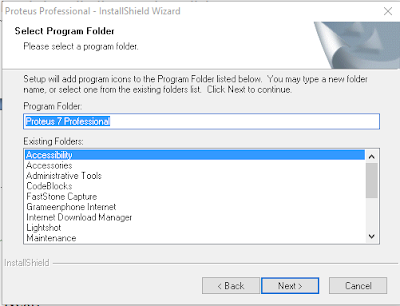 Proteus Professional - InstallShield Wizard
Select Program Folder
Please select a program folder.
Setup will add program icons to the Program Folder listed below. You may type a new folder
name, or select one from the existing folders list. Click Next to continue.
Program Folder:
Proteus 7 Professional
Existing Folders:
Accessibility
Accessories
Administrative Tools
CodeBlocks
FastStone Capture
Grameenphone Internet
Internet Download Manager
Lightshot
Maintenance
InstallShield
< Back
Next >
Cancel